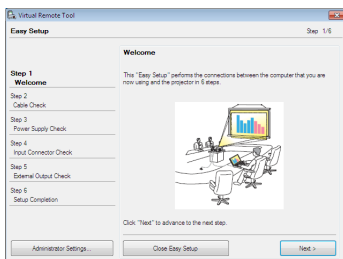 Virtual Remote Tool
Easy Setup
Step 1/6
Welcome
Step 1
Welcome
This "Easy Setup" performs the connections between the computer that you are
now using and the projector in 6 steps.
Step 2
Cable Check
Step 3
Power Supply Check
Step 4
Input Connector Check
Step 5
External Output Check
Step 6
Setup Completion
Click "Next" to advance to the next step.
Administrator Settings...
Close Easy Setup
Next >